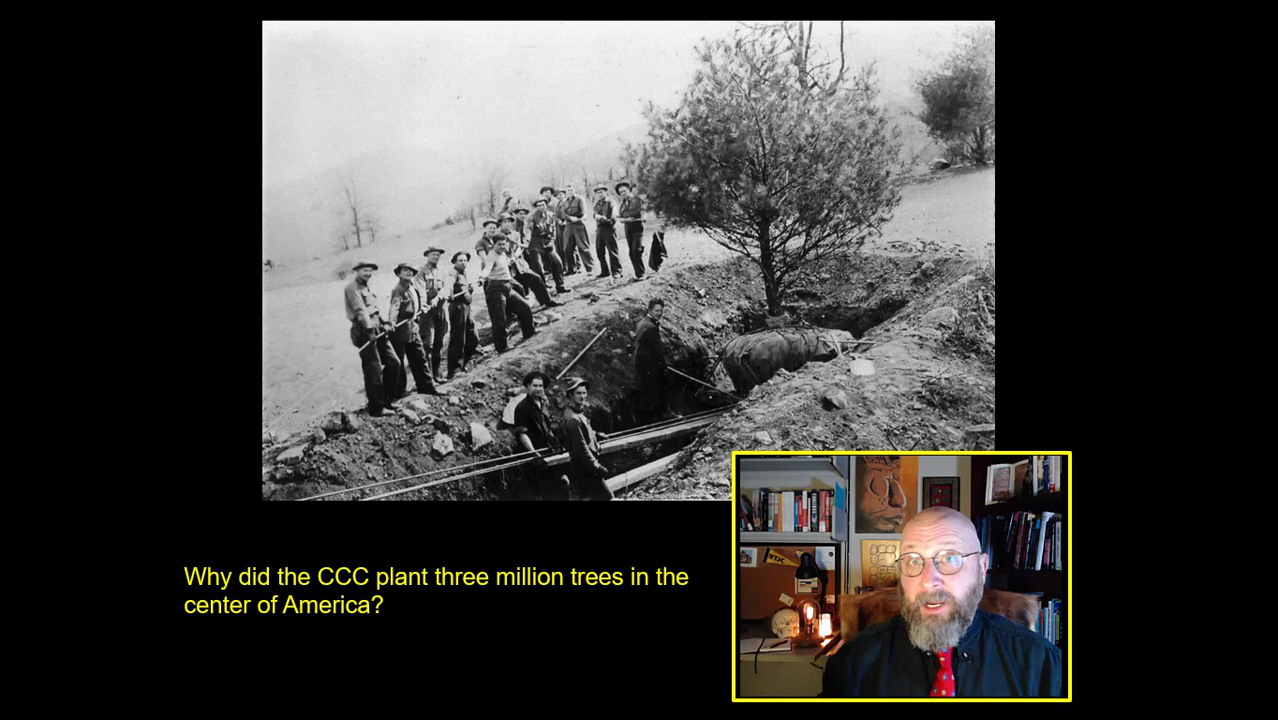 Why did the CCC plant three million trees in the
center of America?